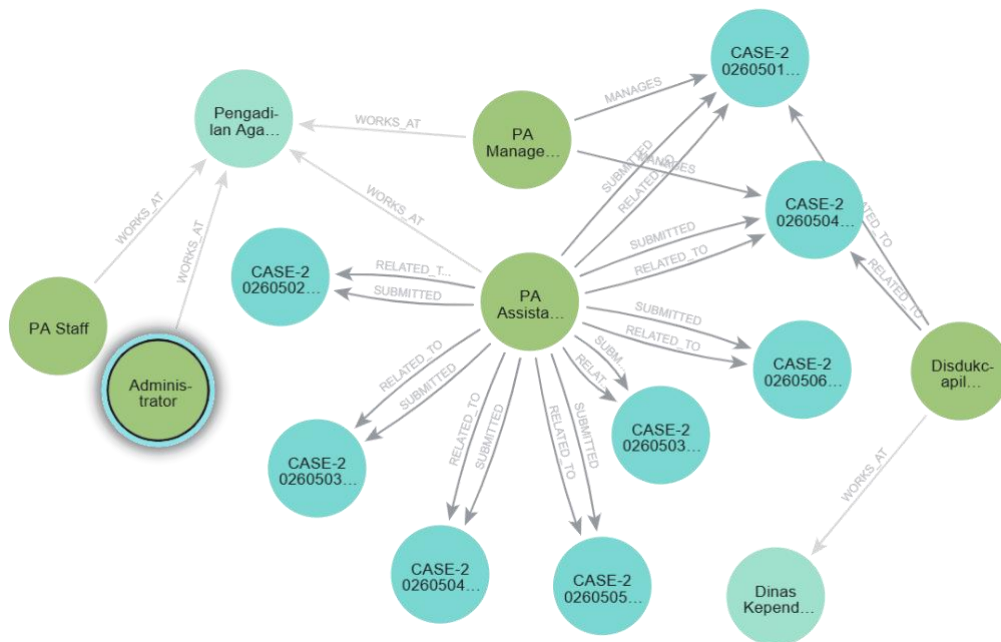 CASE-2
0260501...
MANAGES
Pengadi-
lan Aga...
WORKS_AT
PA
Manage...
SUBMITTED
RELATED_TO
MANAGES
CASE-2
0260504...
WORKS_AT
WORKS_AT
WORKS_AT
SUBMITTED
RELATED_TO
ATED_TO
RELATED_TO
CASE-2
0260502...
RELATED_T...
SUBMITTED
PA
Assista...
PA Staff
SUBMITTED
RELATED_TO
CASE-2
0260506...
Disdukc-
apil...
Adminis-
trator
RELATED_TO
SUBMITTED
SUBM...
RELAT...
CASE-2
0260503...
CASE-2
0260503...
RELATED_TO
SUBMITTED
RELATED_TO
SUBMITTED
WORKS_AT
CASE-2
0260504...
CASE-2
0260505...
Dinas
Kepend...